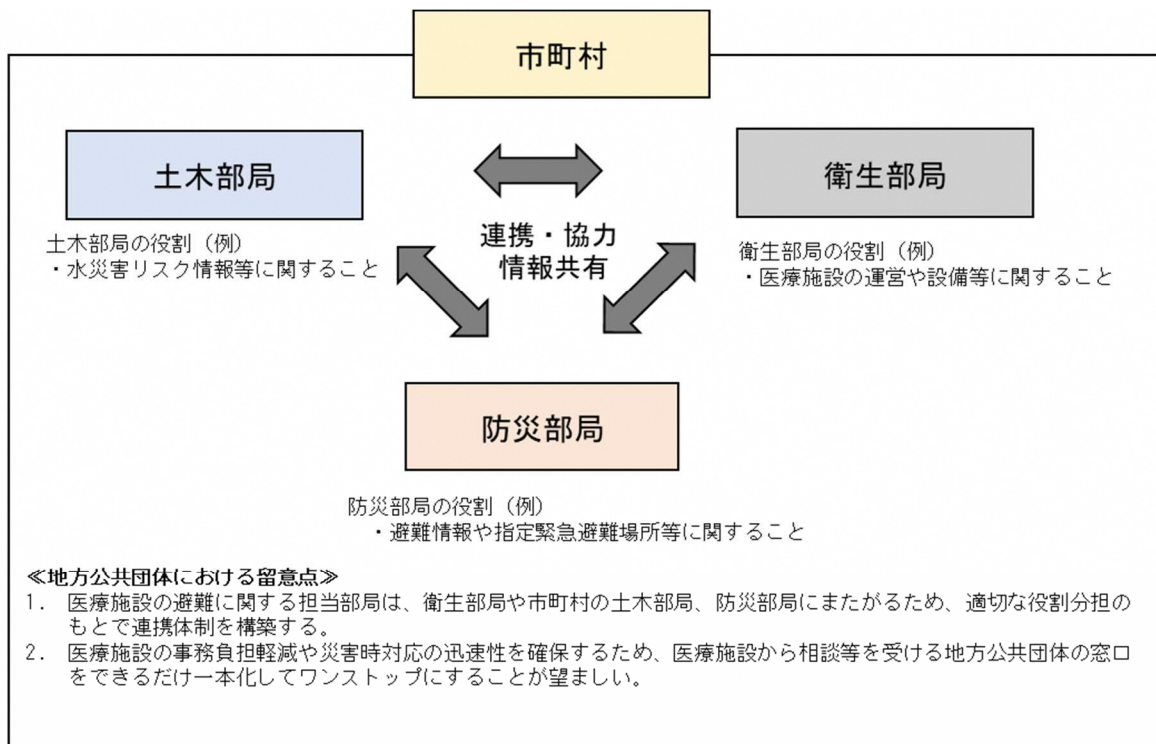 市町村
土木部局
衛生部局
土木部局の役割（例）
・水災害リスク情報等に関すること
連携・協力
情報共有
衛生部局の役割（例）
・医療施設の運営や設備等に関すること
防災部局
防災部局の役割（例）
・避難情報や指定緊急避難場所等に関すること
≪地方公共団体における留意点≫
1. 医療施設の避難に関する担当部局は、衛生部局や市町村の土木部局、防災部局にまたがるため、適切な役割分担の
もとで連携体制を構築する。
2. 医療施設の事務負担軽減や災害時対応の迅速性を確保するため、医療施設から相談等を受ける地方公共団体の窓口
をできるだけ一本化してワンストップにすることが望ましい。